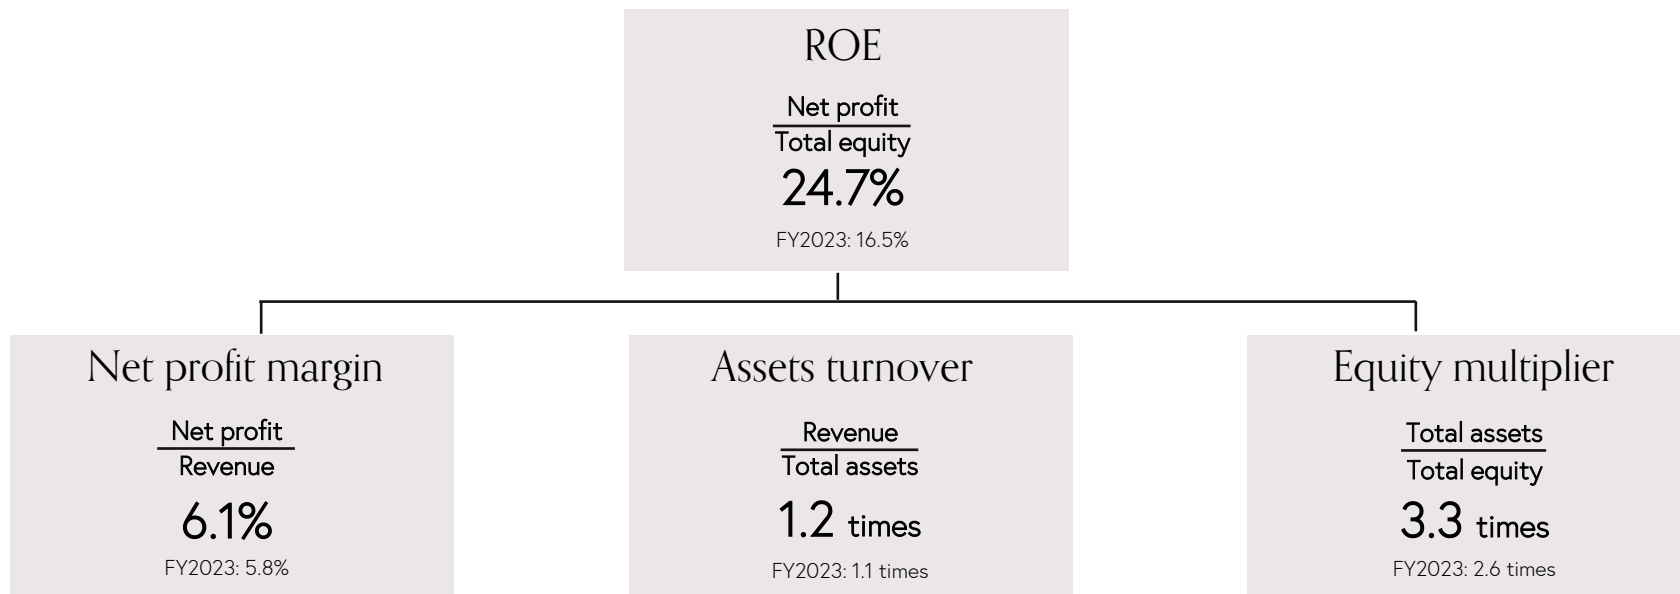 ROE
Net profit
Total equity
24.7%
FY2023: 16.5%
Net profit margin
Net profit
Revenue
6.1%
FY2023: 5.8%
Assets turnover
Revenue
Total assets
1.2 times
FY2023: 1.1 times
Equity multiplier
Total assets
Total equity
3.3 times
FY2023: 2.6 times